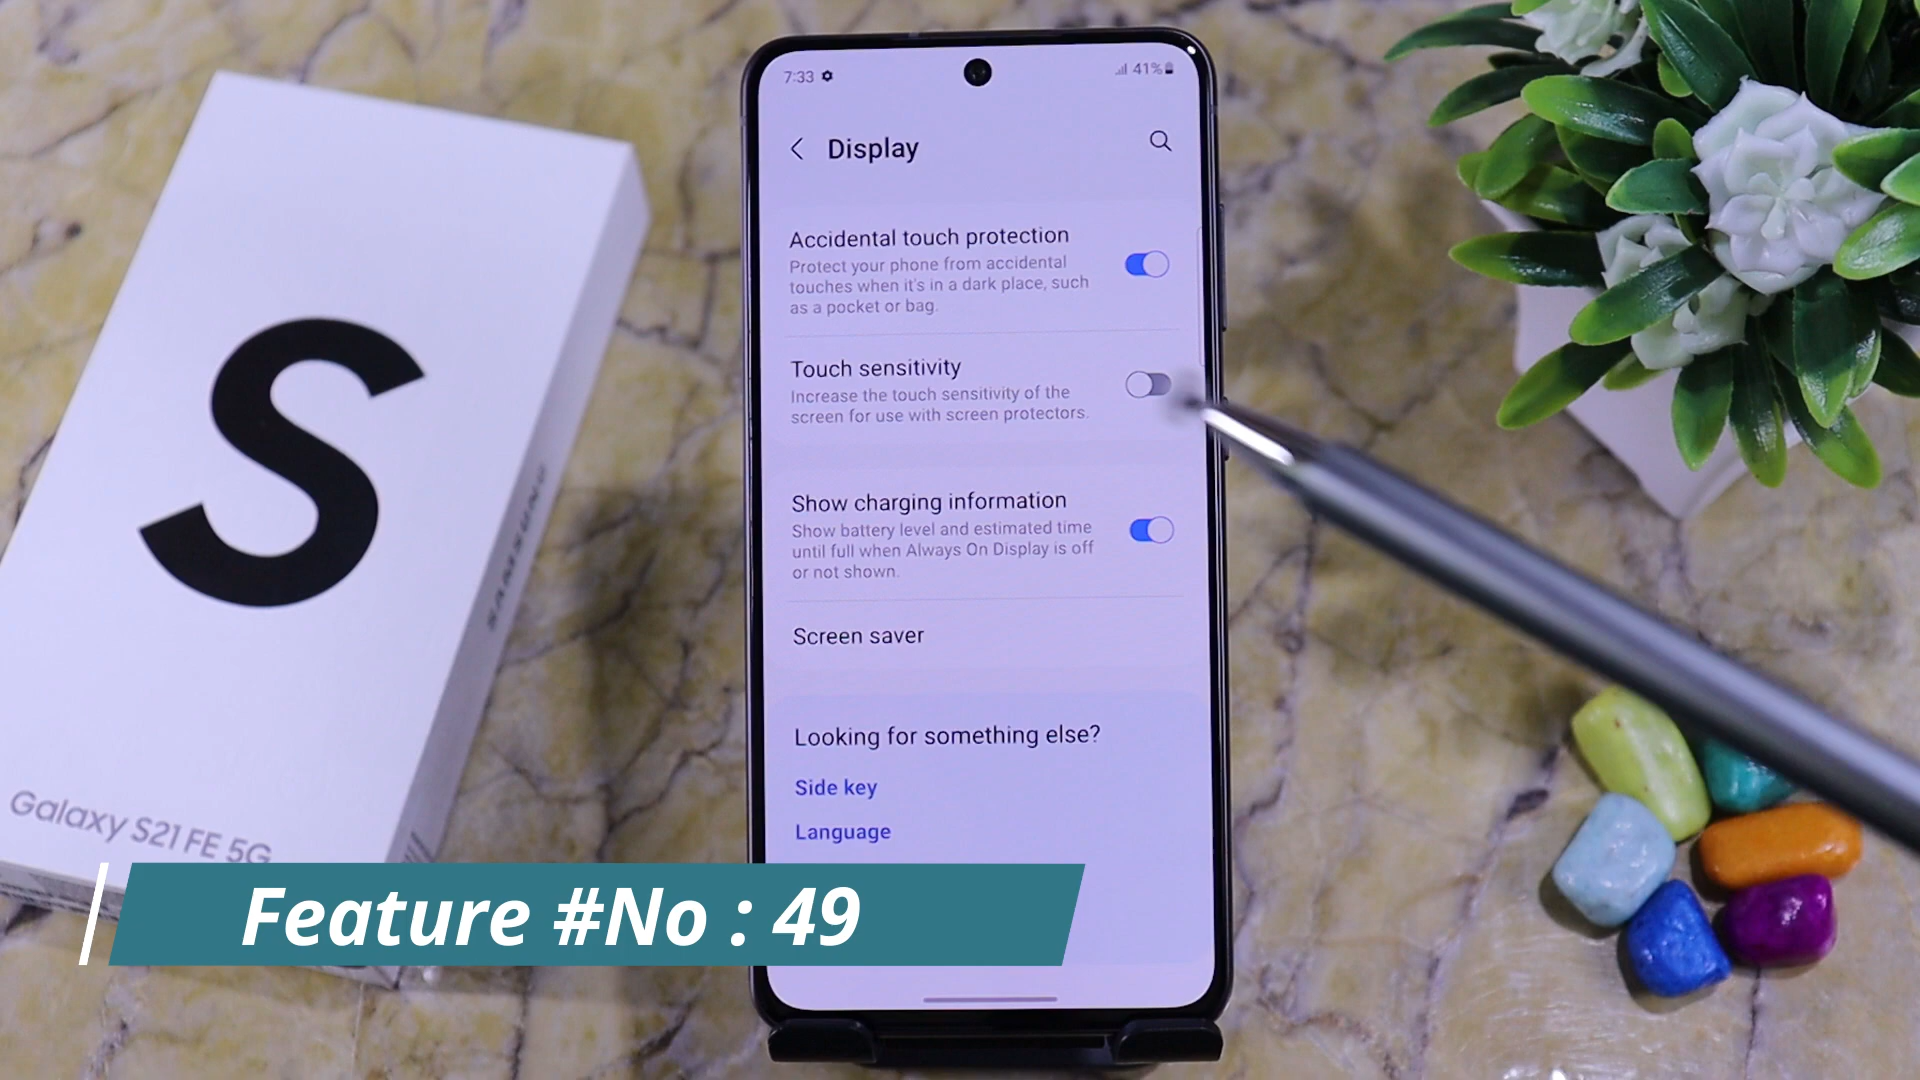 7:33
41%
Display
Accidental touch protection
Protect your phone from accidental
touches when it's in a dark place, such
as a pocket or bag.
Touch sensitivity
Increase the touch sensitivity of the
screen for use with screen protectors.
Show charging information
Show battery level and estimated time
until full when Always On Display is off
or not shown.
Screen saver
Looking for something else?
Side key
Language
S
SAMSUNG
Galaxy S21 FE 5G
Feature #No : 49